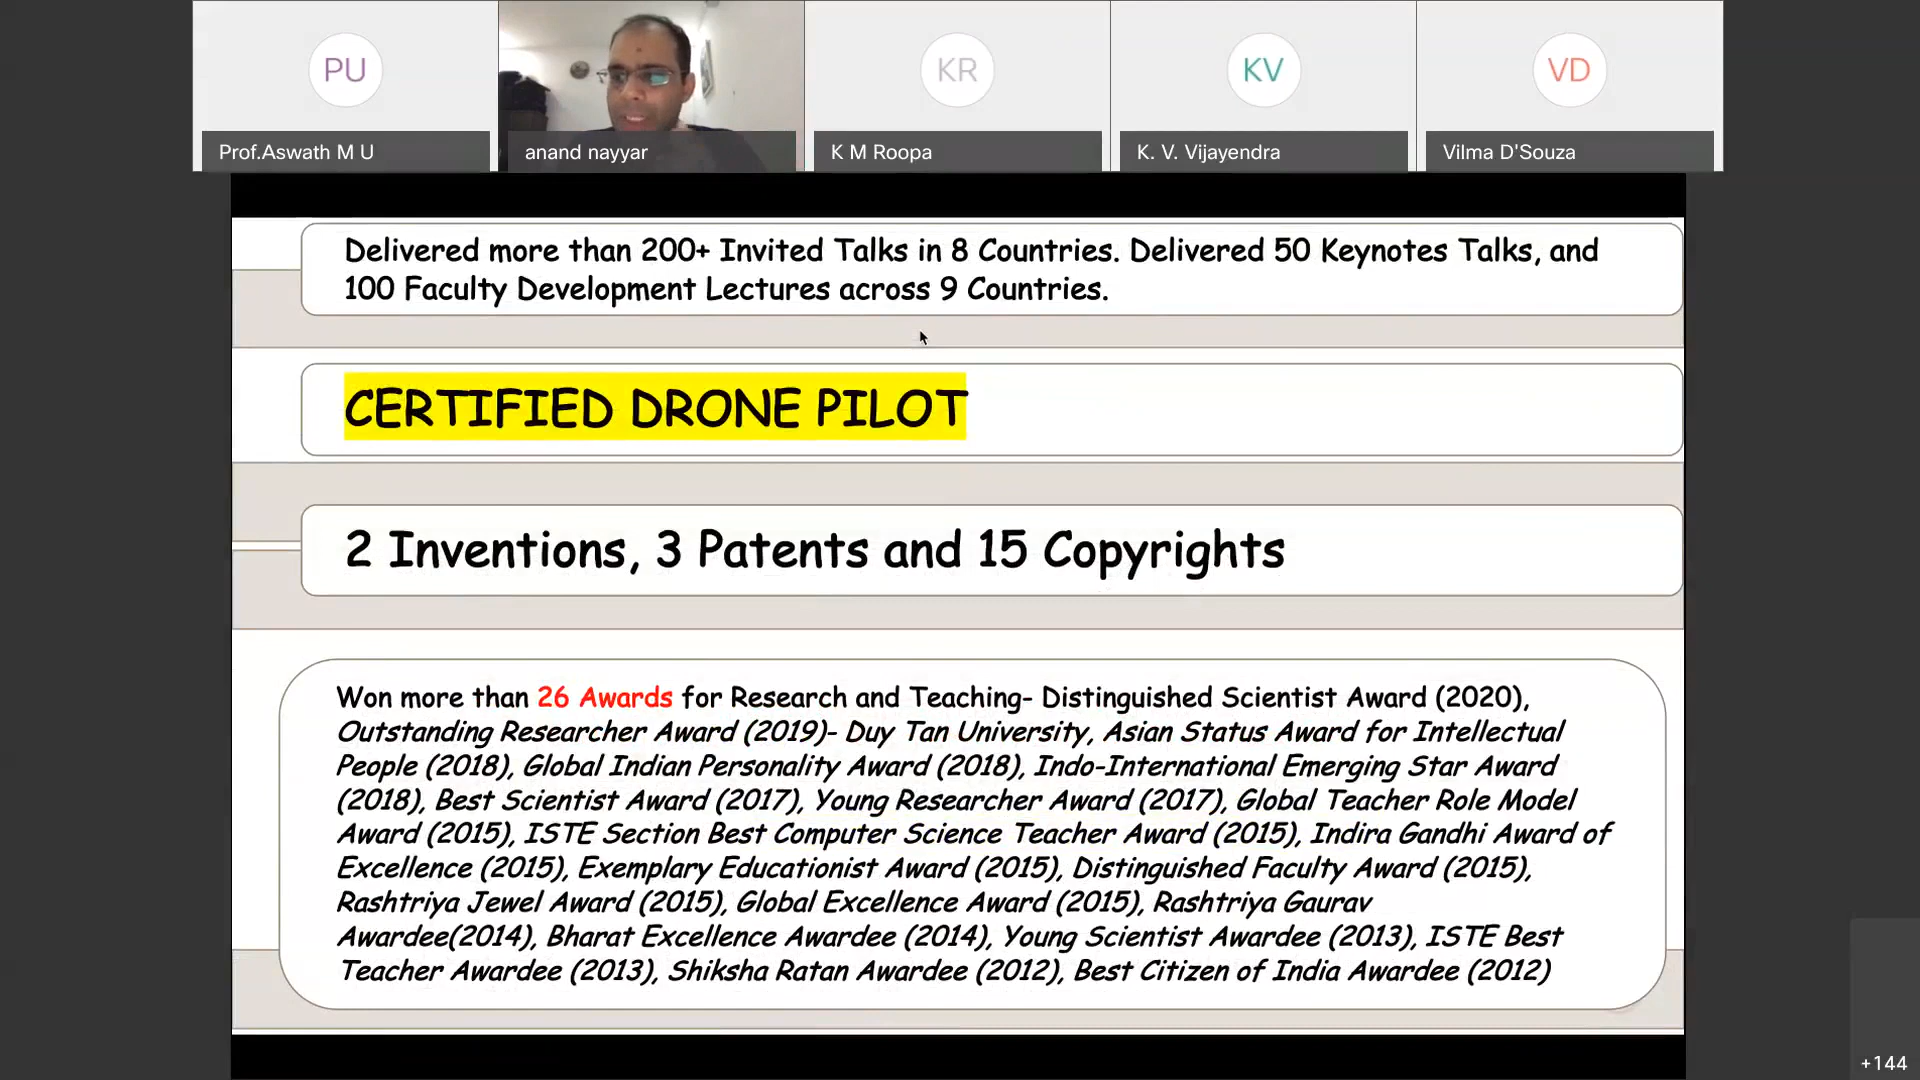 PU
KR
KV
VD
Prof.Aswath M U
anand nayyar
K M Roopa
K. V. Vijayendra
Vilma D'Souza
Delivered more than 200+ Invited Talks in 8 Countries. Delivered 50 Keynotes Talks, and
100 Faculty Development Lectures across 9 Countries.
CERTIFIED DRONE PILOT
2 Inventions, 3 Patents and 15 Copyrights
Won more than 26 Awards for Research and Teaching- Distinguished Scientist Award (2020),
Outstanding Researcher Award (2019)- Duy Tan University, Asian Status Award for Intellectual
People (2018), Global Indian Personality Award (2018), Indo-International Emerging Star Award
(2018), Best Scientist Award (2017), Young Researcher Award (2017), Global Teacher Role Model
Award (2015), ISTE Section Best Computer Science Teacher Award (2015), Indira Gandhi Award of
Excellence (2015), Exemplary Educationist Award (2015), Distinguished Faculty Award (2015),
Rashtriya Jewel Award (2015), Global Excellence Award (2015), Rashtriya Gaurav
Awardee(2014), Bharat Excellence Awardee (2014), Young Scientist Awardee (2013), ISTE Best
Teacher Awardee (2013), Shiksha Ratan Awardee (2012), Best Citizen of India Awardee (2012)
+144